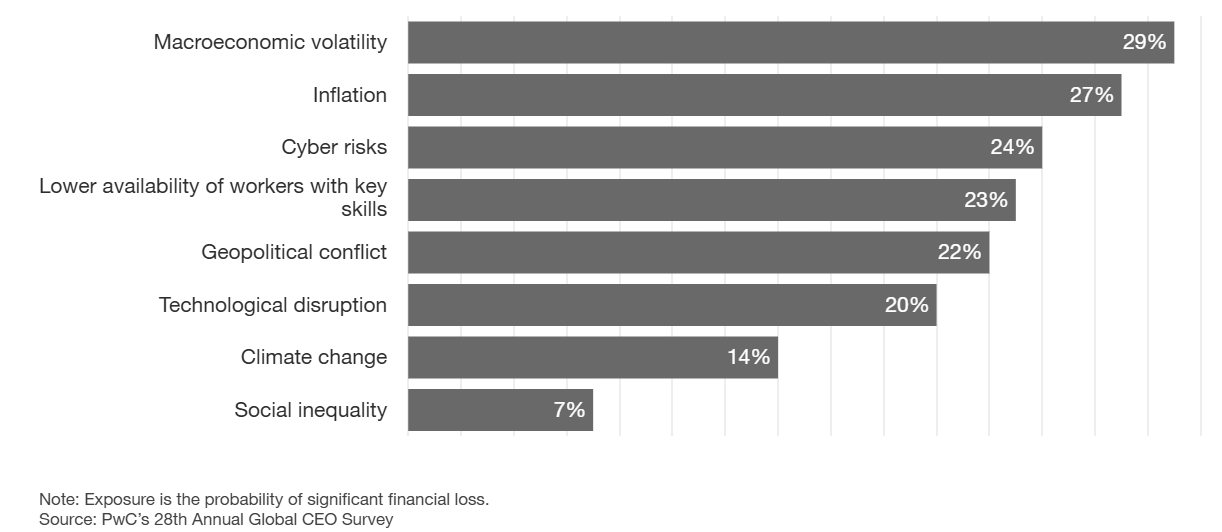 Macroeconomic volatility 29%
Inflation 27%
Cyber risks 24%
Lower availability of workers with key
skills 23%
Geopolitical conflict 22%
Technological disruption 20%
Climate change 14%
Social inequality 7%
Note: Exposure is the probability of significant financial loss.
Source: PwC’s 28th Annual Global CEO Survey